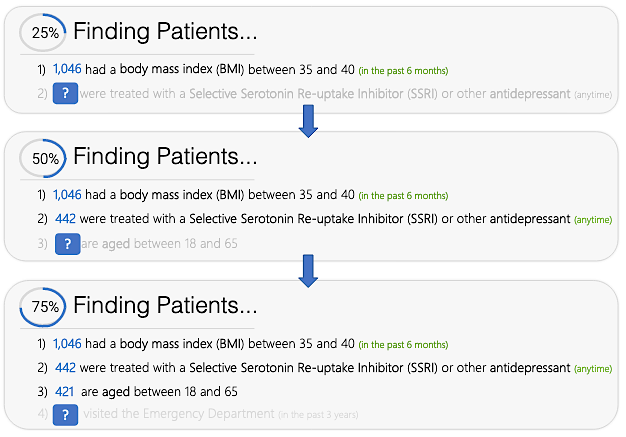 25% Finding Patients...
1) 1,046 had a body mass index (BMI) between 35 and 40 (in the past 6 months)
2) ? were treated with a Selective Serotonin Re-uptake Inhibitor (SSRI) or other antidepressant (anytime)
50% Finding Patients...
1) 1,046 had a body mass index (BMI) between 35 and 40 (in the past 6 months)
2) 442 were treated with a Selective Serotonin Re-uptake Inhibitor (SSRI) or other antidepressant (anytime)
3) ? are aged between 18 and 65
75% Finding Patients...
1) 1,046 had a body mass index (BMI) between 35 and 40 (in the past 6 months)
2) 442 were treated with a Selective Serotonin Re-uptake Inhibitor (SSRI) or other antidepressant (anytime)
3) 421 are aged between 18 and 65
4) ? visited the Emergency Department (in the past 3 years)